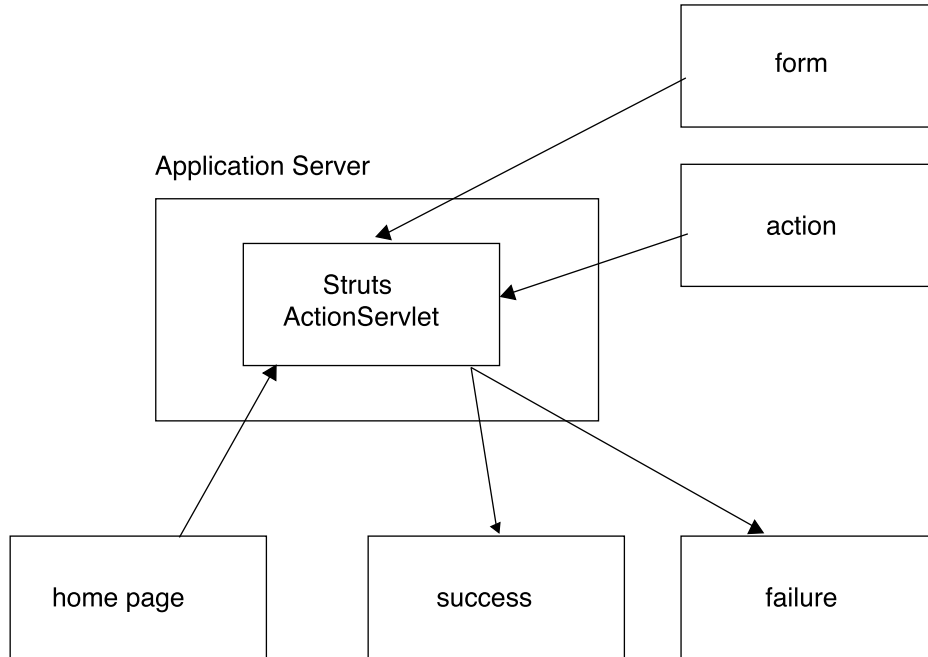 form
Application Server
action
Struts
ActionServlet
home page
success
failure